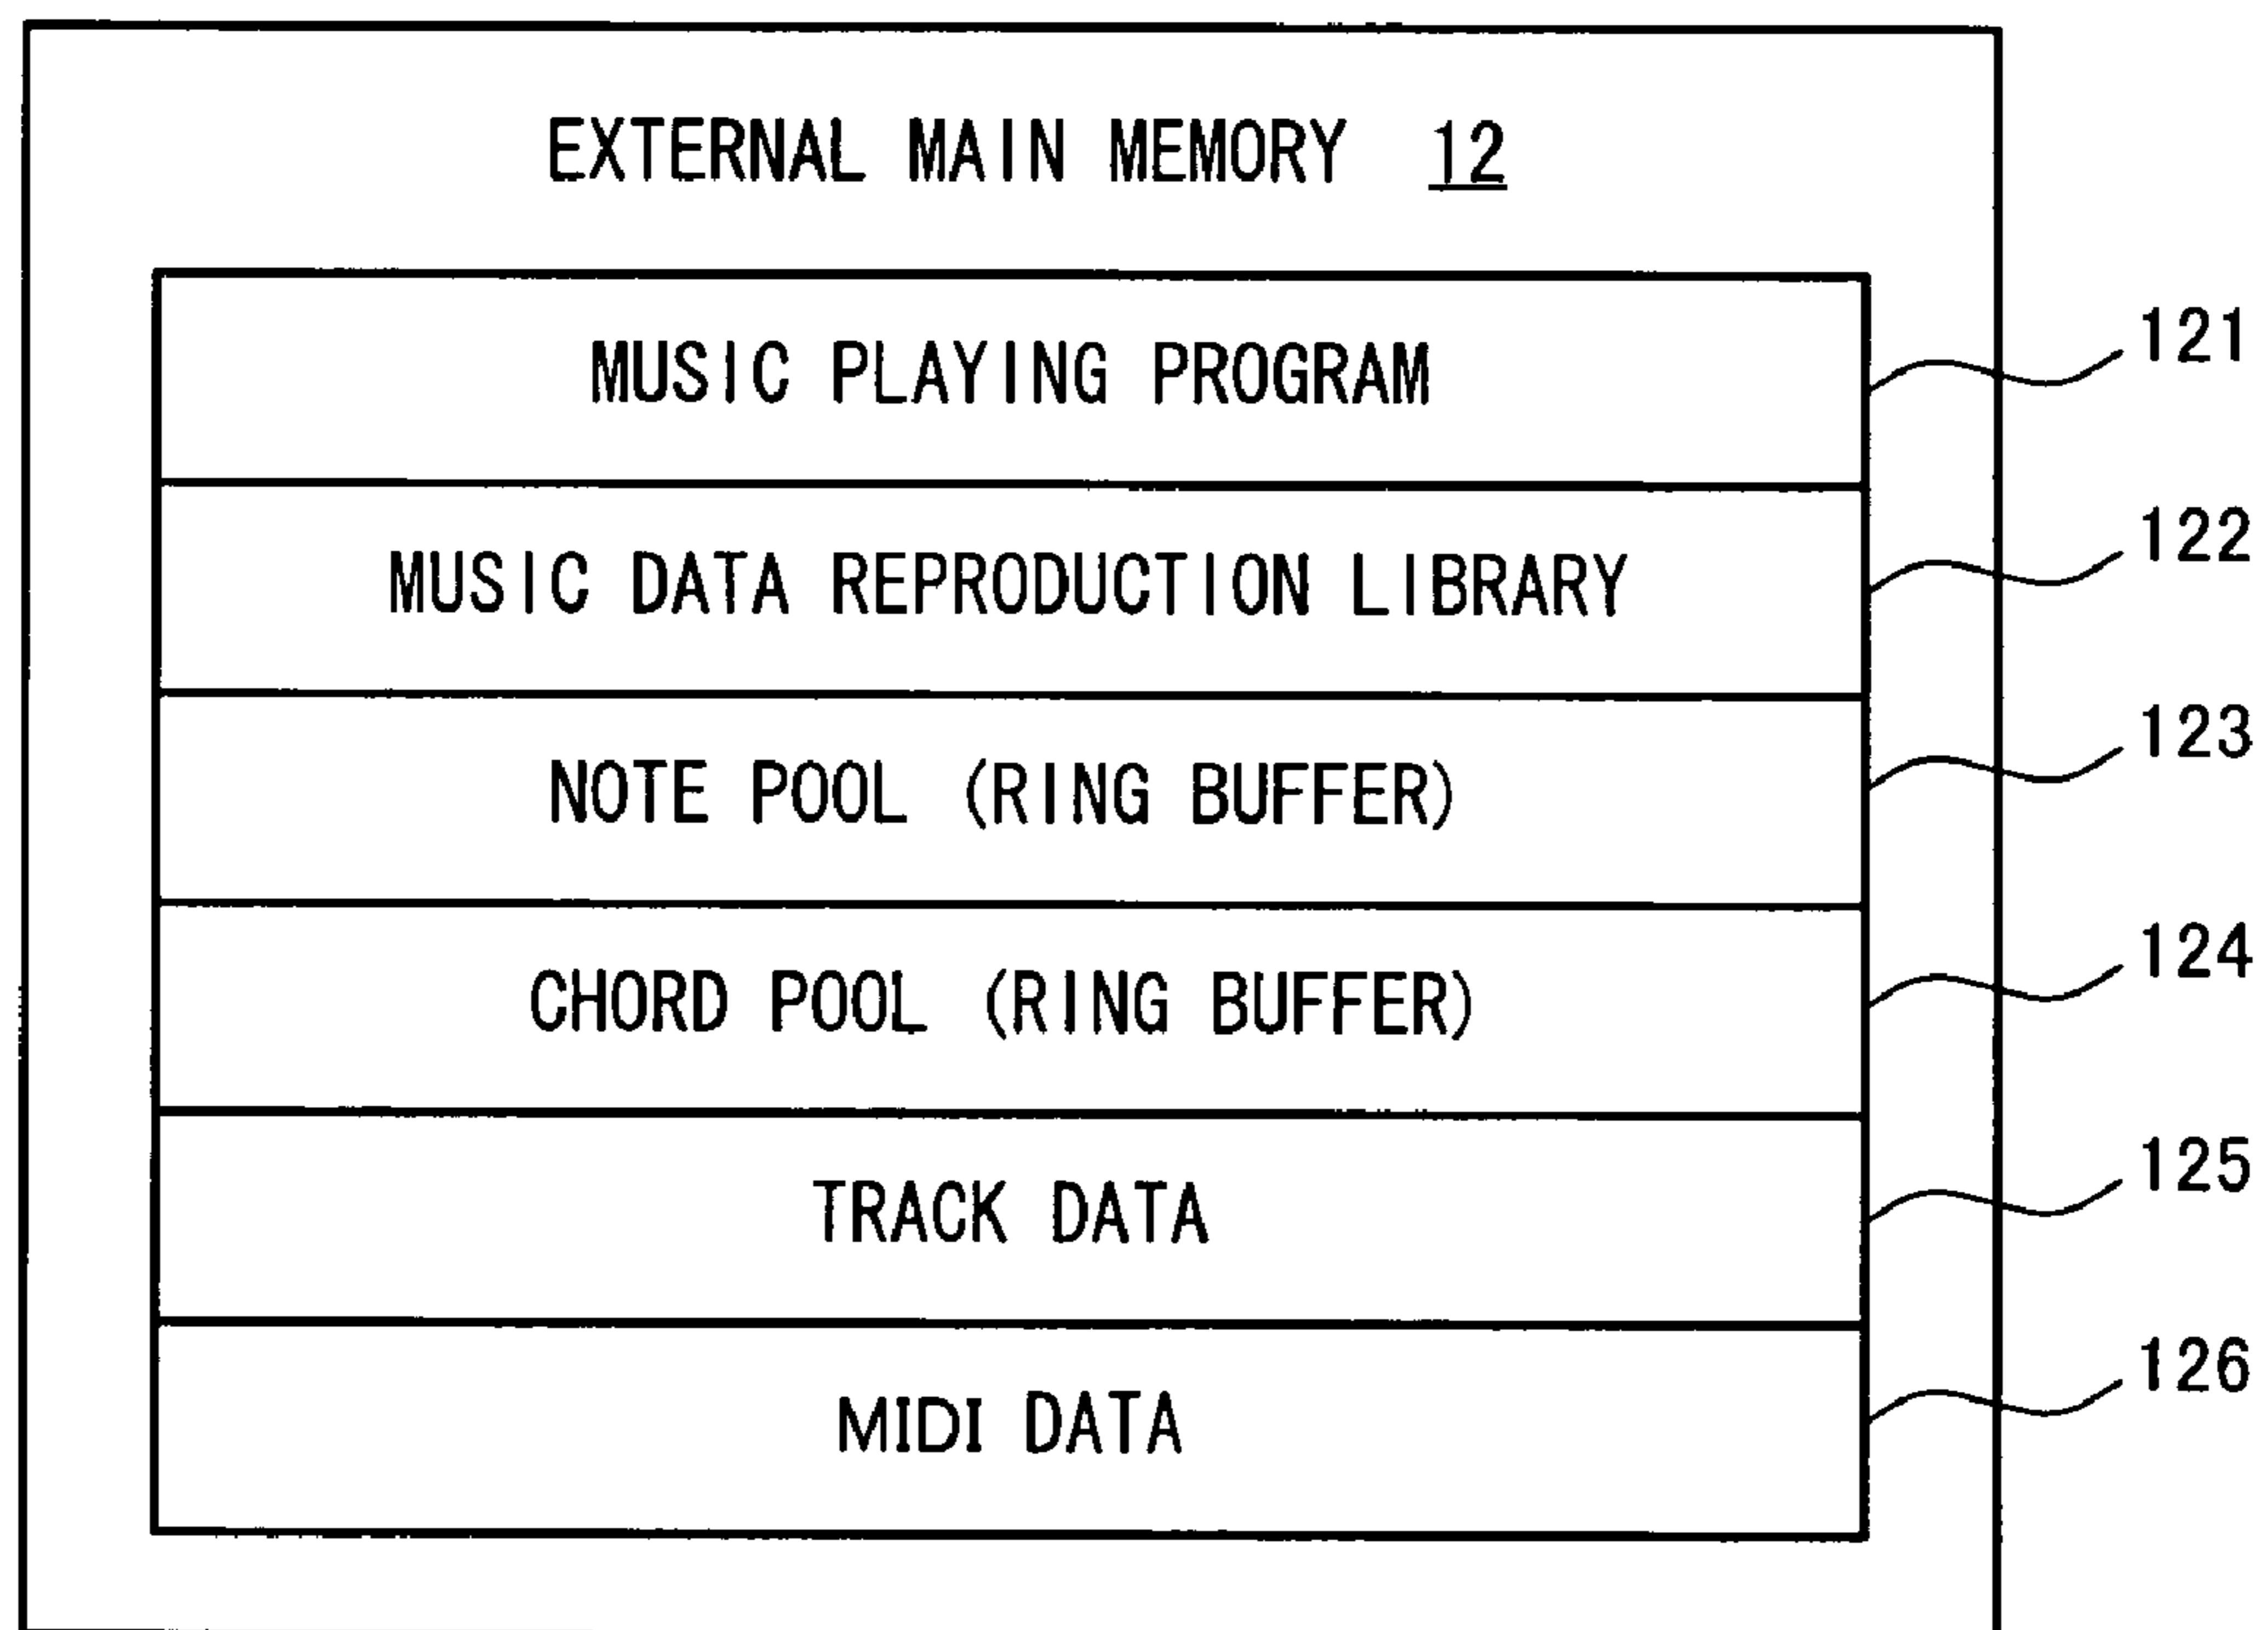 EXTERNAL MAIN MEMORY 12
MUSIC PLAYING PROGRAM 121
MUSIC DATA REPRODUCTION LIBRARY 122
NOTE POOL (RING BUFFER) 123
CHORD POOL (RING BUFFER) 124
TRACK DATA 125
MIDI DATA 126